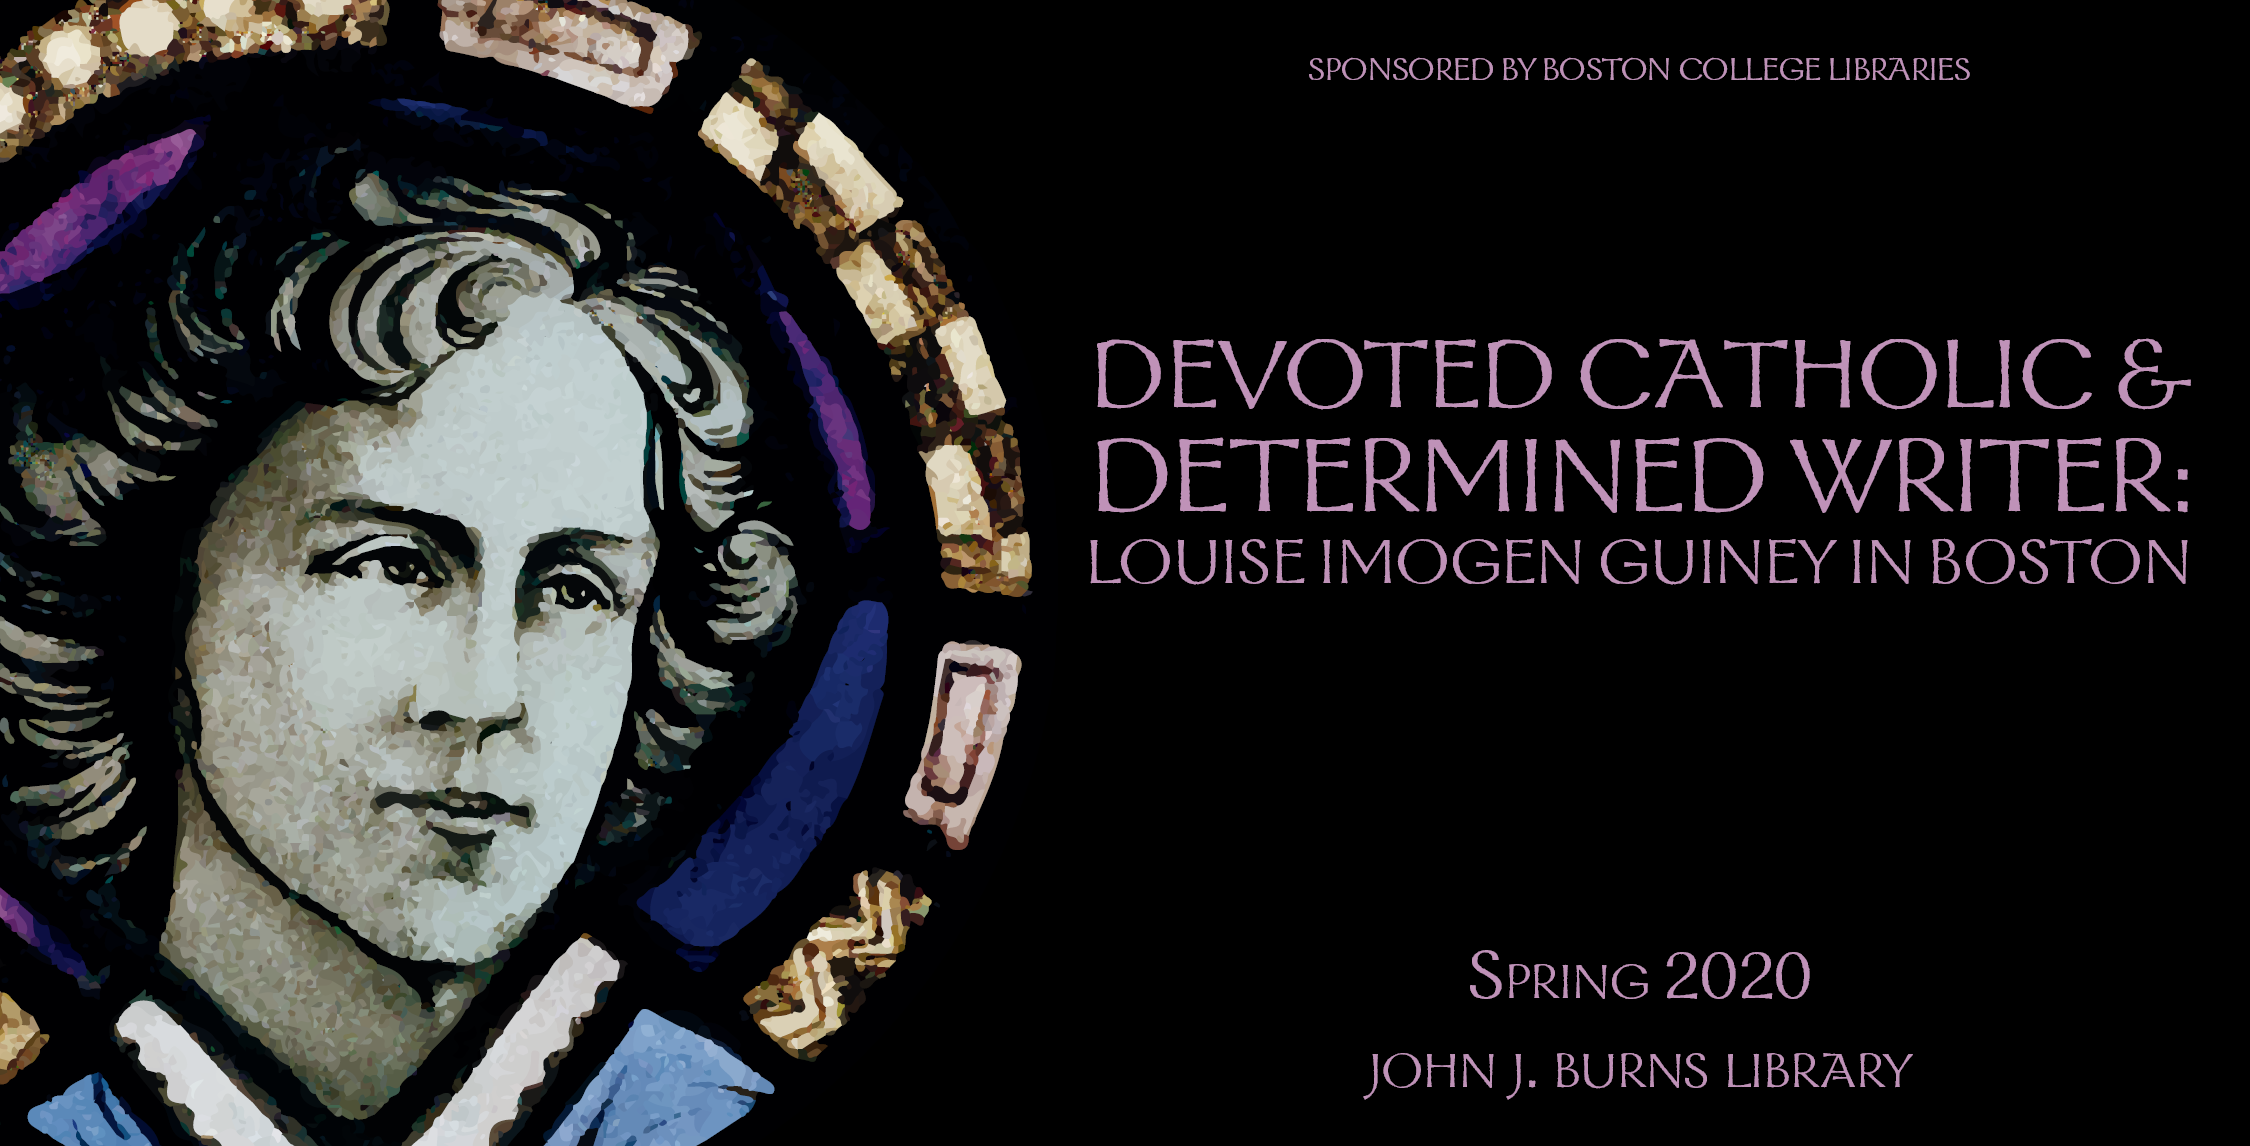 SPONSORED BY BOSTON COLLEGE LIBRARIES
DEVOTED CATHOLIC &
DETERMINED WRITER:
LOUISE IMOGEN GUINEY IN BOSTON
SPRING 2020
JOHN J. BURNS LIBRARY